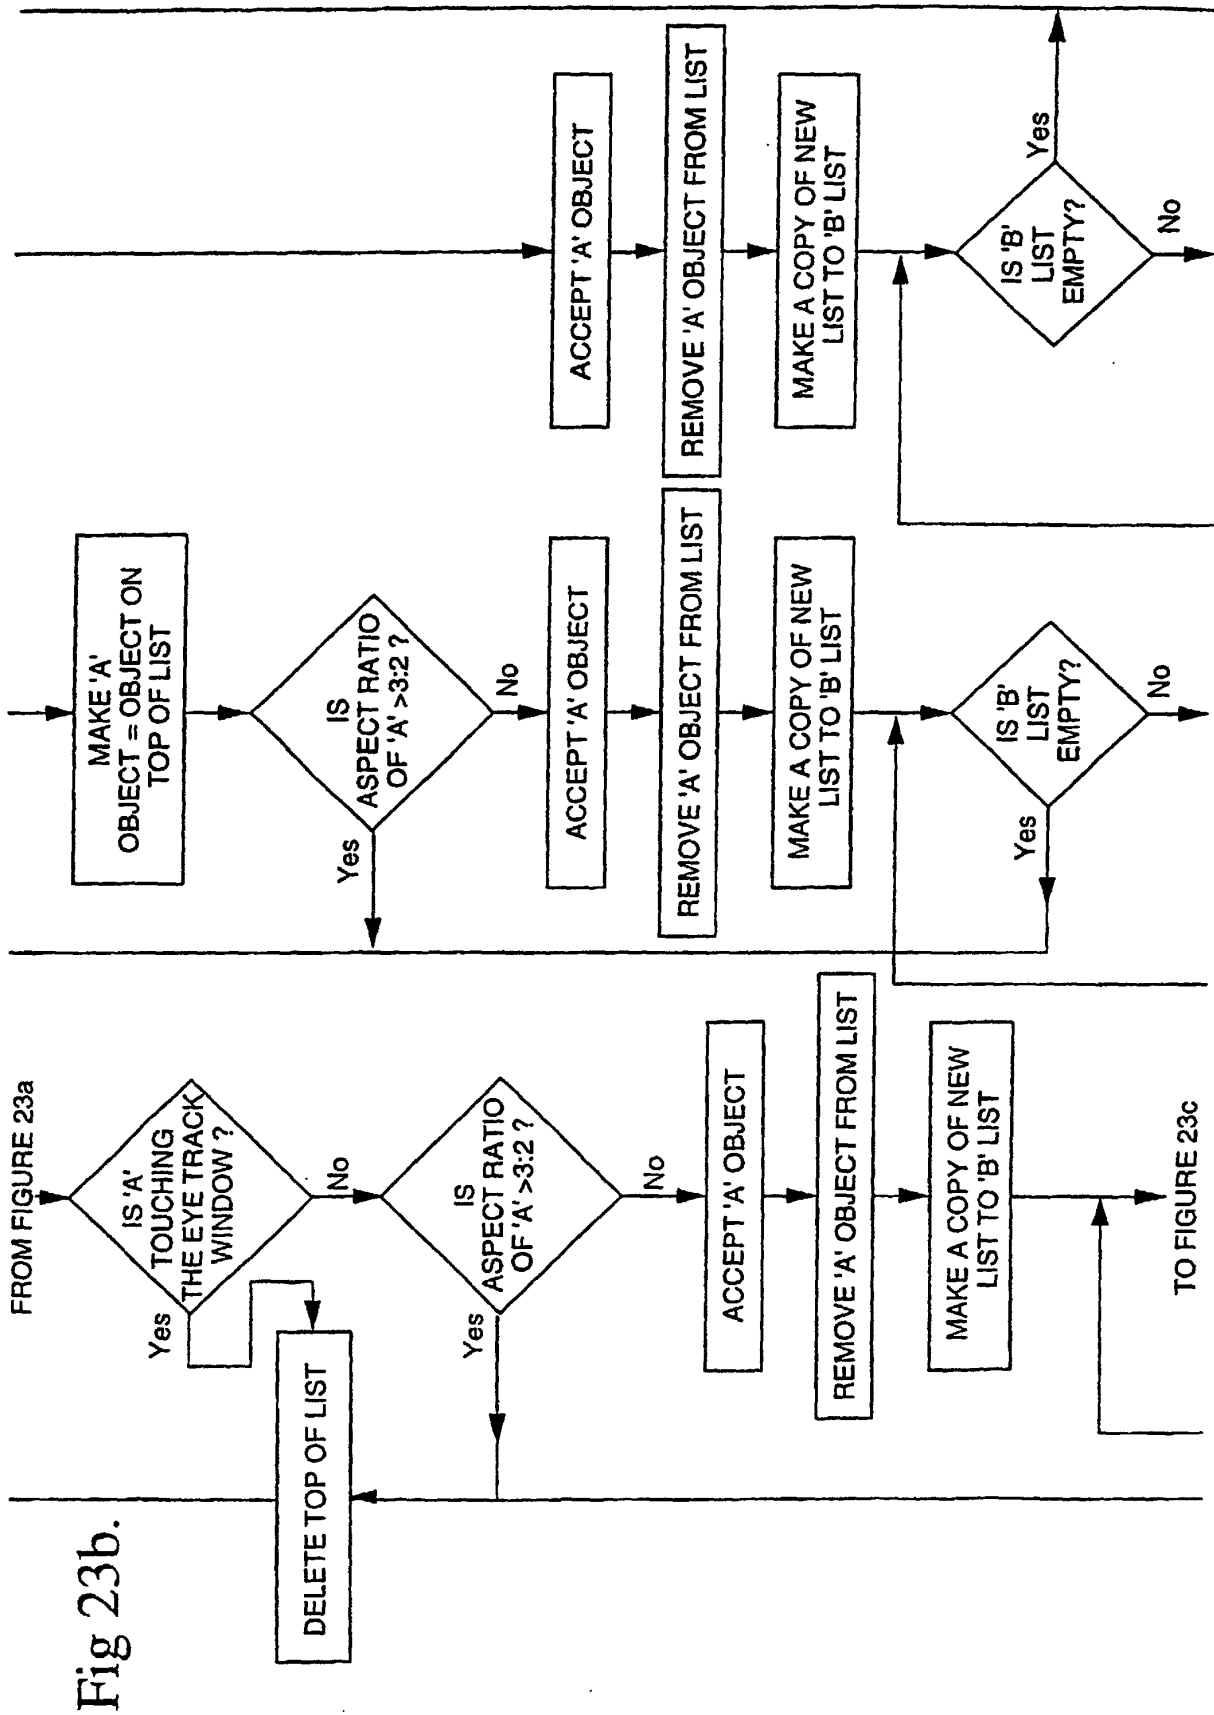 Fig 23b.
FROM FIGURE 23a
IS 'A'
TOUCHING
THE EYE TRACK
WINDOW ?
Yes
No
DELETE TOP OF LIST
IS
ASPECT RATIO
OF 'A' >3:2 ?
Yes
No
ACCEPT 'A' OBJECT
REMOVE 'A' OBJECT FROM LIST
MAKE A COPY OF NEW
LIST TO 'B' LIST
TO FIGURE 23c
MAKE 'A'
OBJECT = OBJECT ON
TOP OF LIST
IS
ASPECT RATIO
OF 'A' >3:2 ?
Yes
No
ACCEPT 'A' OBJECT
REMOVE 'A' OBJECT FROM LIST
MAKE A COPY OF NEW
LIST TO 'B' LIST
IS 'B'
LIST
EMPTY?
Yes
No
ACCEPT 'A' OBJECT
REMOVE 'A' OBJECT FROM LIST
MAKE A COPY OF NEW
LIST TO 'B' LIST
IS 'B'
LIST
EMPTY?
Yes
No